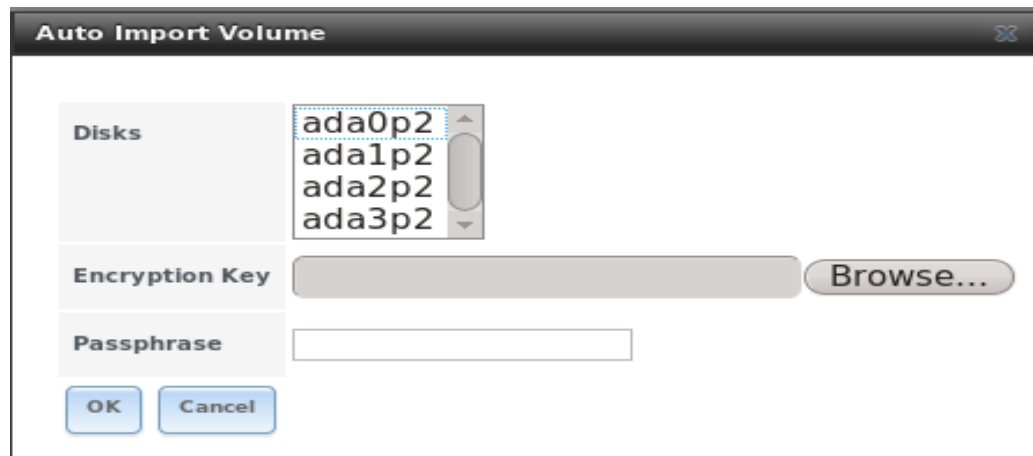 Auto Import Volume
Disks
ada0p2
ada1p2
ada2p2
ada3p2
Encryption Key
Browse...
Passphrase
OK
Cancel